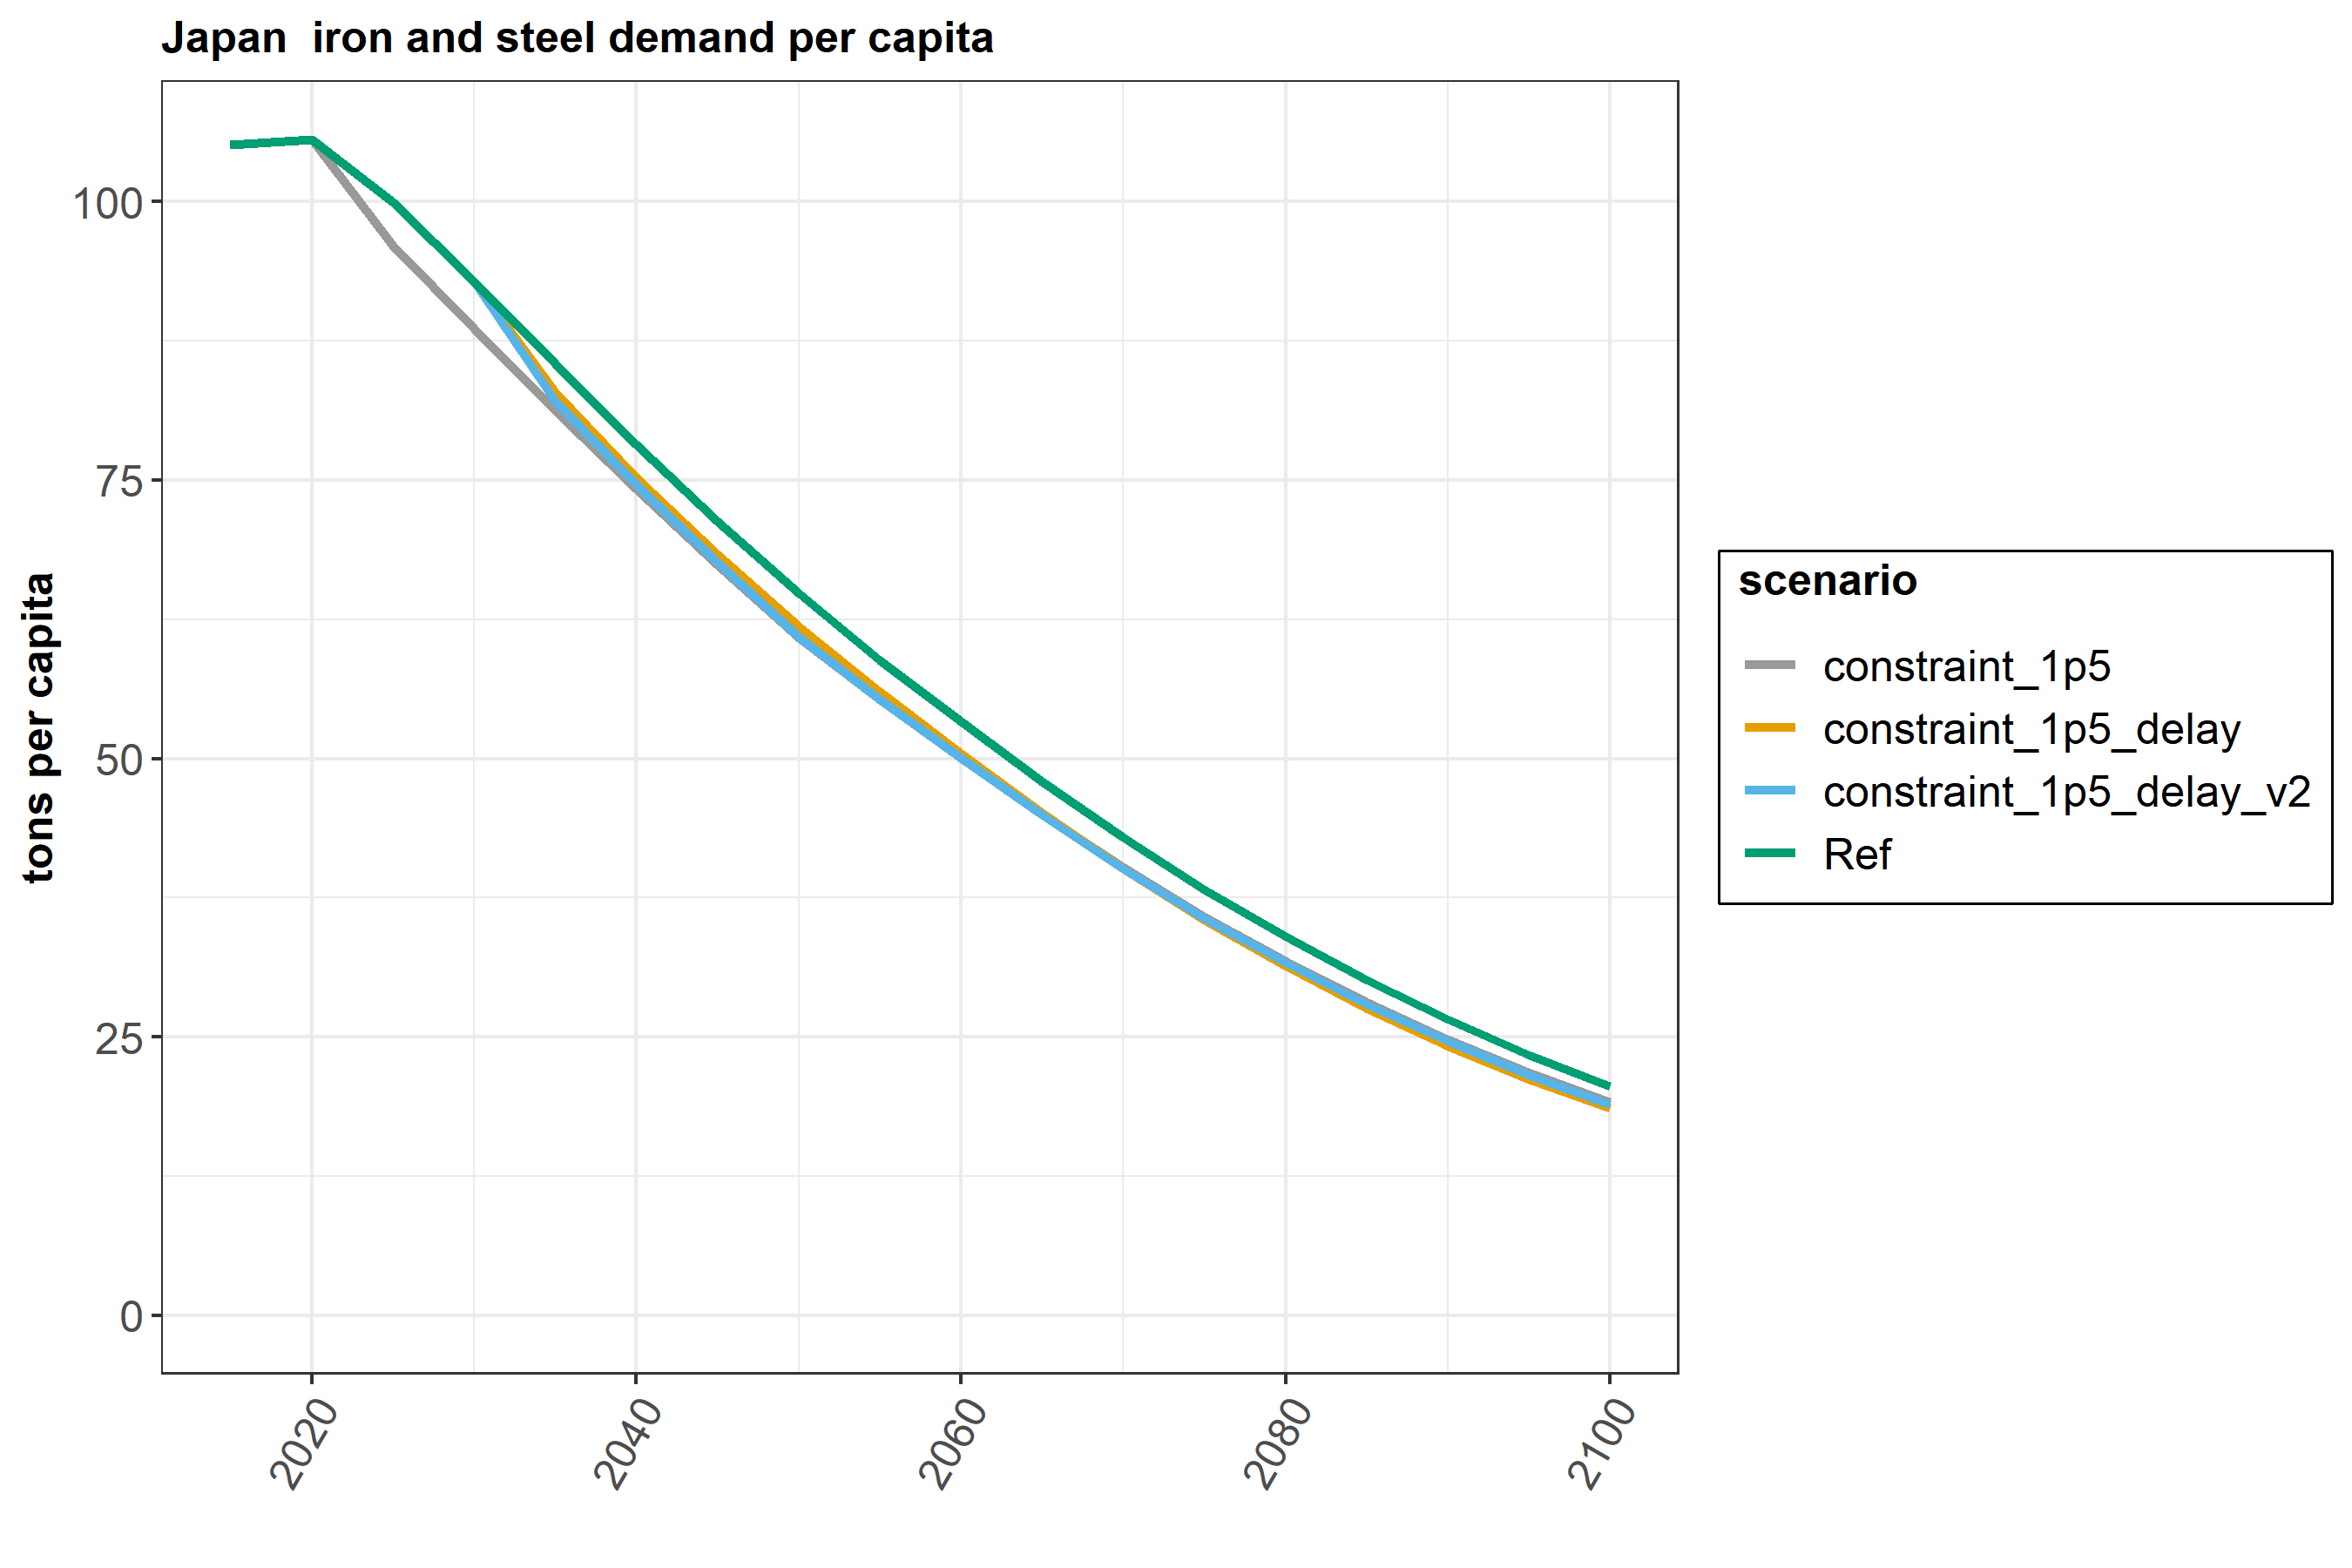 Japan  iron and steel demand per capita
tons per capita
100
75
50
25
0
2020
2040
2060
2080
2100
scenario
constraint_1p5
constraint_1p5_delay
constraint_1p5_delay_v2
Ref